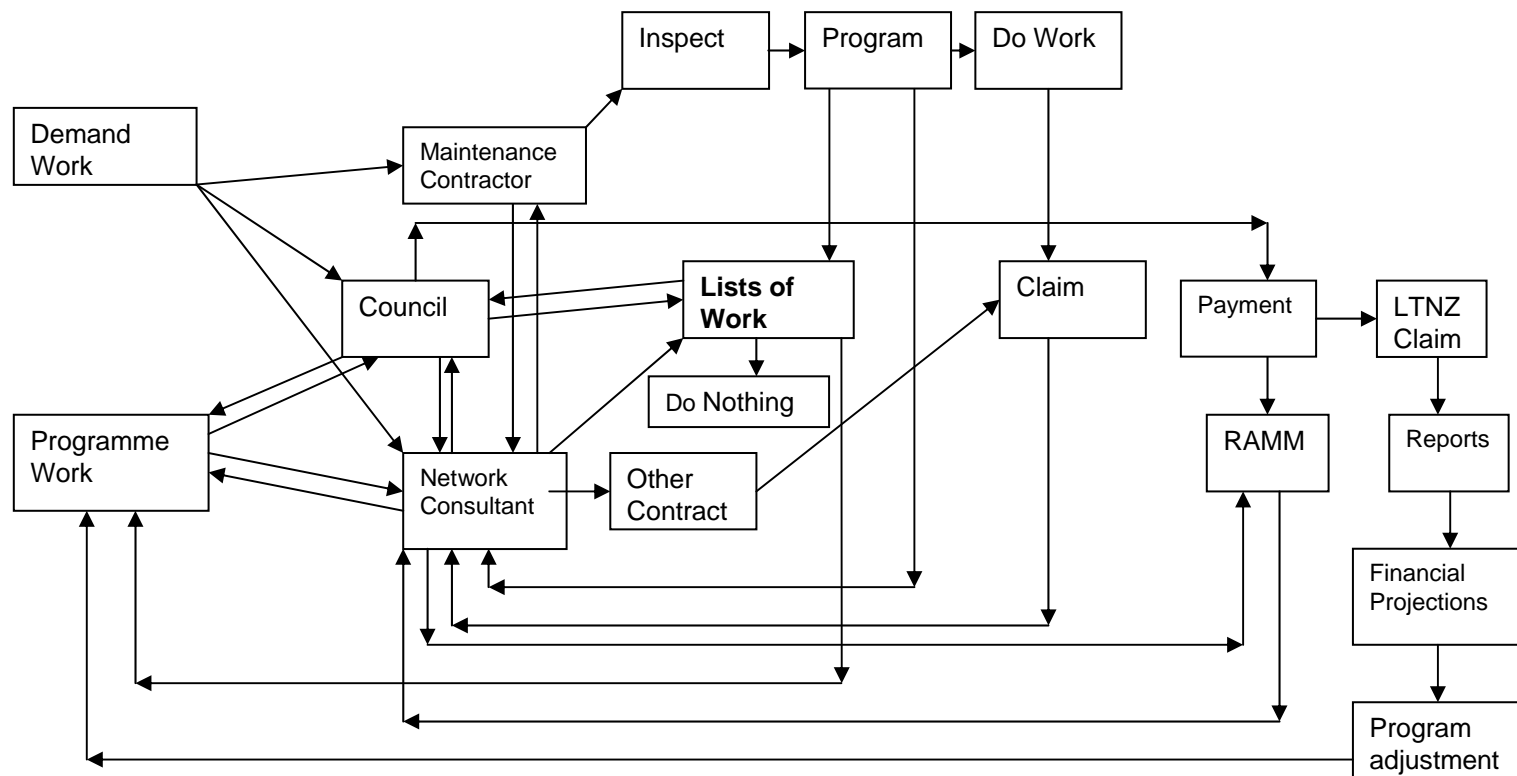 Inspect
Program
Do Work
Demand
Work
Maintenance
Contractor
Council
Lists of
Work
Claim
Payment
LTNZ
Claim
Do Nothing
Programme
Work
Network
Consultant
Other
Contract
RAMM
Reports
Financial
Projections
Program
adjustment